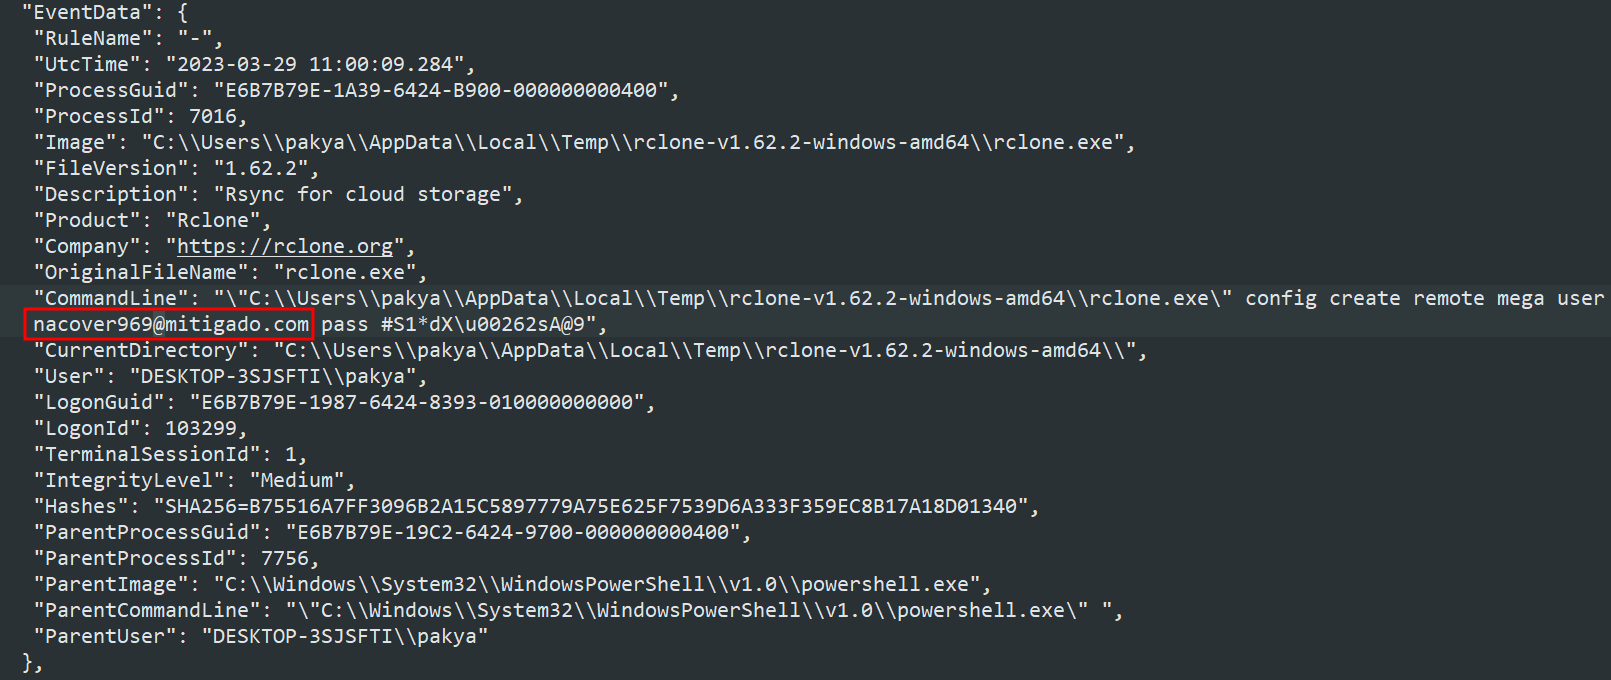 "EventData": {
"RuleName": "-",
"UtcTime": "2023-03-29 11:00:09.284",
"ProcessGuid": "E6B7B79E-1A39-6424-B900-000000000400",
"ProcessId": 7016,
"Image": "C:\\Users\\pakya\\AppData\\Local\\Temp\\rclone-v1.62.2-windows-amd64\\rclone.exe",
"FileVersion": "1.62.2",
"Description": "Rsync for cloud storage",
"Product": "Rclone",
"Company": "https://rclone.org",
"OriginalFileName": "rclone.exe",
"CommandLine": "\"C:\\Users\\pakya\\AppData\\Local\\Temp\\rclone-v1.62.2-windows-amd64\\rclone.exe\" config create remote mega user
nacover969@mitigado.com pass #S1*dX\u00262sA@9",
"CurrentDirectory": "C:\\Users\\pakya\\AppData\\Local\\Temp\\rclone-v1.62.2-windows-amd64\\",
"User": "DESKTOP-3SJSFTI\\pakya",
"LogonGuid": "E6B7B79E-1987-6424-8393-010000000000",
"LogonId": 103299,
"TerminalSessionId": 1,
"IntegrityLevel": "Medium",
"Hashes": "SHA256=B75516A7FF3096B2A15C5897779A75E625F7539D6A333F359EC8B17A18D01340",
"ParentProcessGuid": "E6B7B79E-19C2-6424-9700-000000000400",
"ParentProcessId": 7756,
"ParentImage": "C:\\Windows\\System32\\WindowsPowerShell\\v1.0\\powershell.exe",
"ParentCommandLine": "\"C:\\Windows\\System32\\WindowsPowerShell\\v1.0\\powershell.exe\" ",
"ParentUser": "DESKTOP-3SJSFTI\\pakya"
},